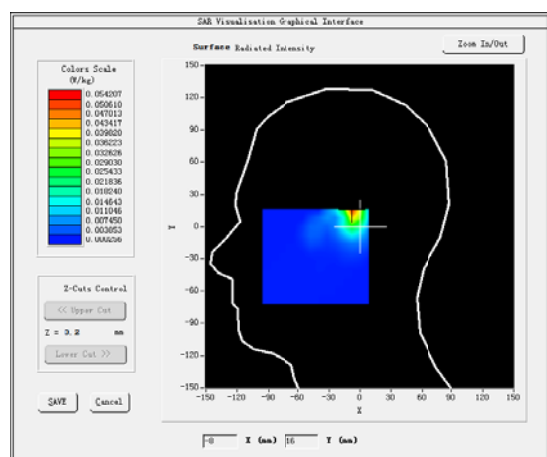 SAR Visualisation Graphical Interface
Surface Radiated Intensity
Zoom In/Out
Colors Scale
(W/kg)
0.054207
0.050610
0.047013
0.043417
0.039820
0.036223
0.032626
0.029030
0.025433
0.021836
0.018240
0.014643
0.011046
0.007450
0.003853
0.000256
150
120
90
60
30
0
-30
-60
-90
-120
-150
Y
-150 -120 -90 -60 -30 0 30 60 90 120 150
X
Z-Cuts Control
<< Upper Cut
Z = 3.2 mm
Lower Cut >>
SAVE Cancel
-8 X (mm) 16 Y (mm)